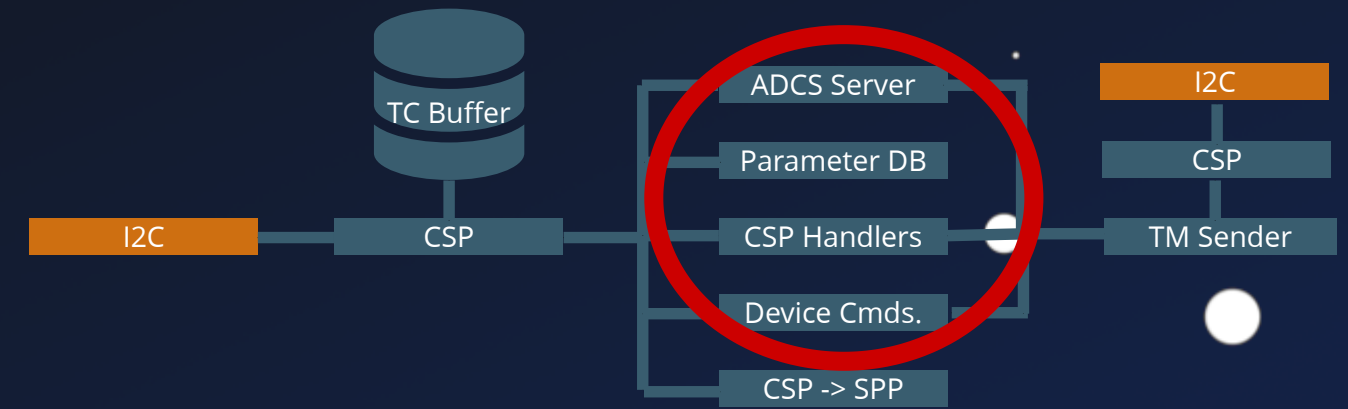 TC Buffer
I2C
CSP
ADCS Server
Parameter DB
CSP Handlers
Device Cmds.
CSP -> SPP
I2C
CSP
TM Sender